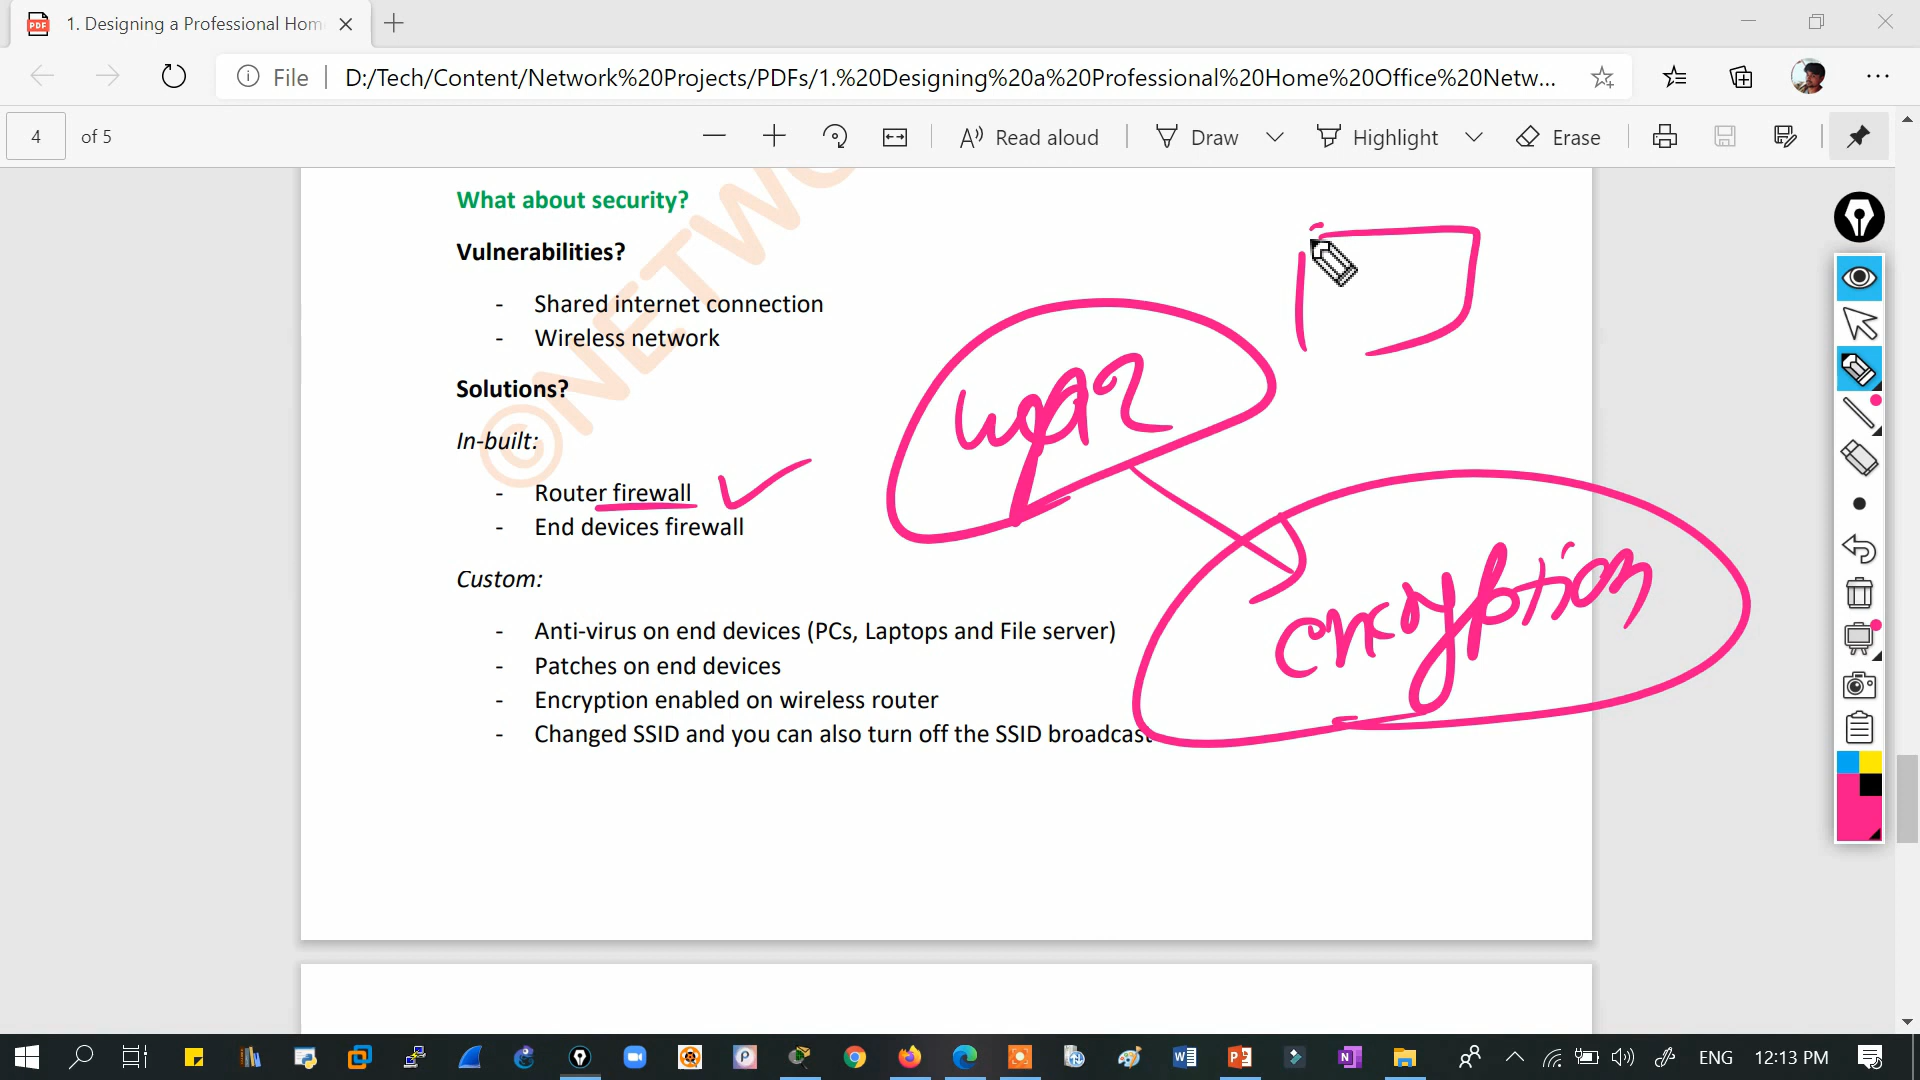 1. Designing a Professional Hom
File
D:/Tech/Content/Network%20Projects/PDFs/1.%20Designing%20a%20Professional%20Home%20Office%20Netw...
4 of 5
Read aloud
Draw
Highlight
Erase
What about security?
Vulnerabilities?
- Shared internet connection
- Wireless network
Solutions?
In-built:
- Router firewall
- End devices firewall
Custom:
- Anti-virus on end devices (PCs, Laptops and File server)
- Patches on end devices
- Encryption enabled on wireless router
- Changed SSID and you can also turn off the SSID broadcast
©NETWO
wpa2
encryption
ENG
12:13 PM